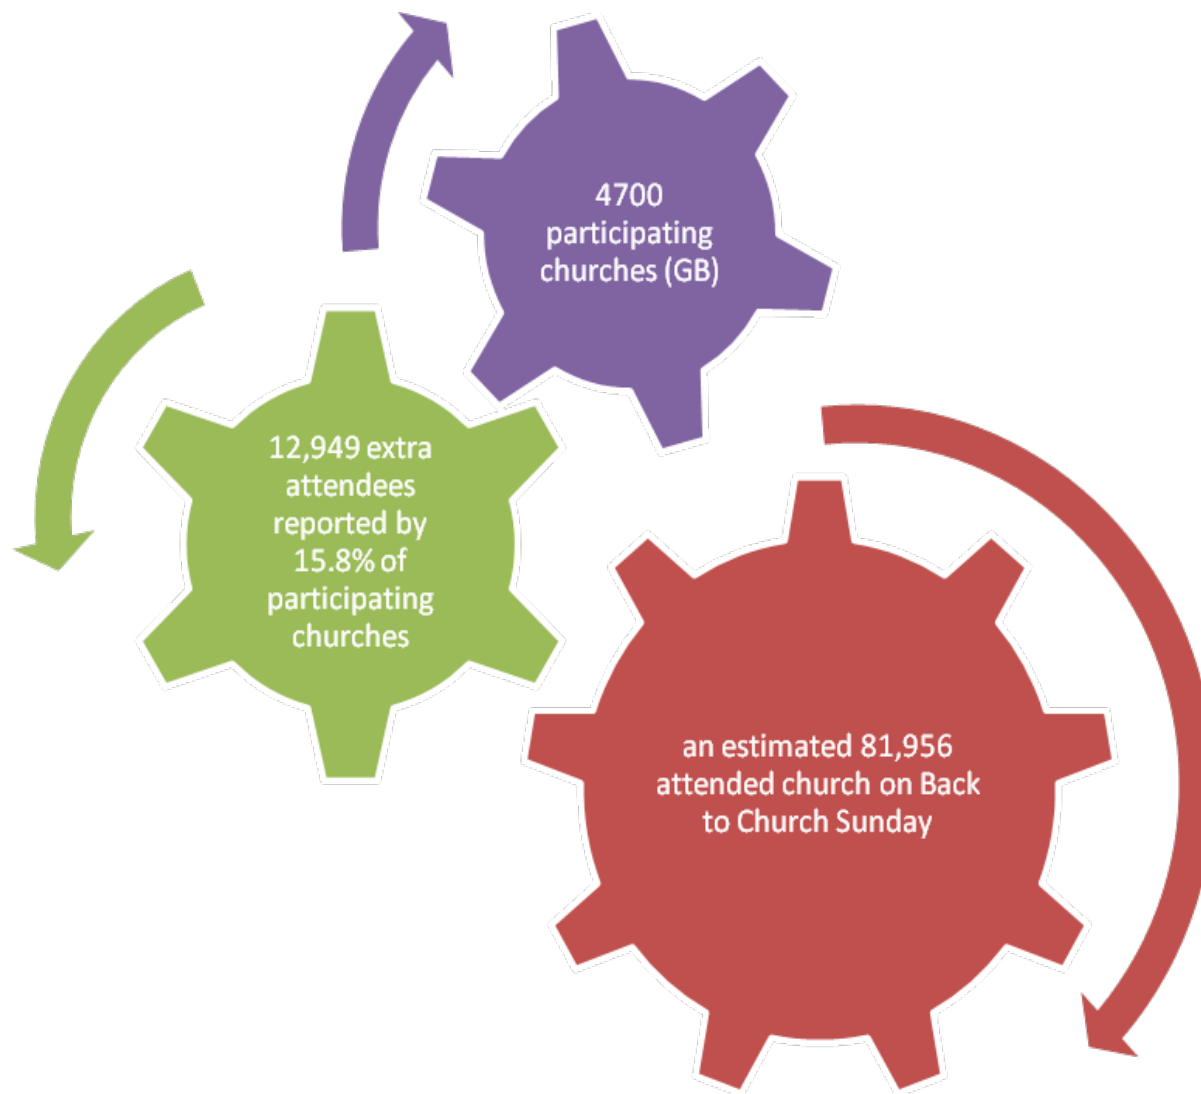 4700
participating
churches (GB)
12,949 extra
attendees
reported by
15.8% of
participating
churches
an estimated 81,956
attended church on Back
to Church Sunday